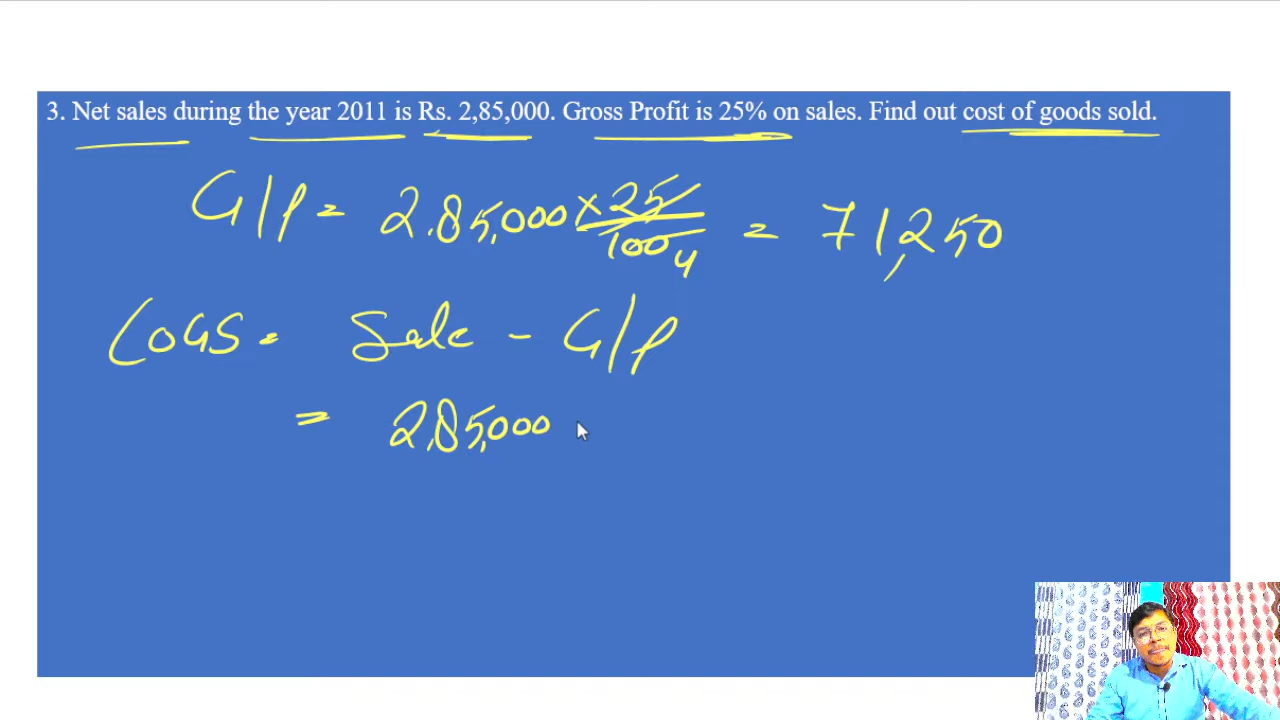 3. Net sales during the year 2011 is Rs. 2,85,000. Gross Profit is 25% on sales. Find out cost of goods sold.
G/P = 2,85,000 × 25/100 4 = 71,250
COGS = Sale - G/P
= 2,85,000